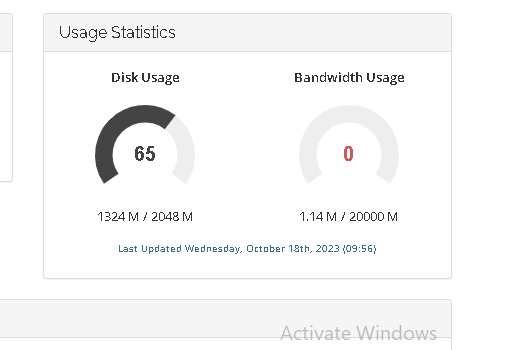 Usage Statistics
Disk Usage
Bandwidth Usage
65
0
1324 M / 2048 M
1.14 M / 20000 M
Last Updated Wednesday, October 18th, 2023 (09:56)
Activate Windows